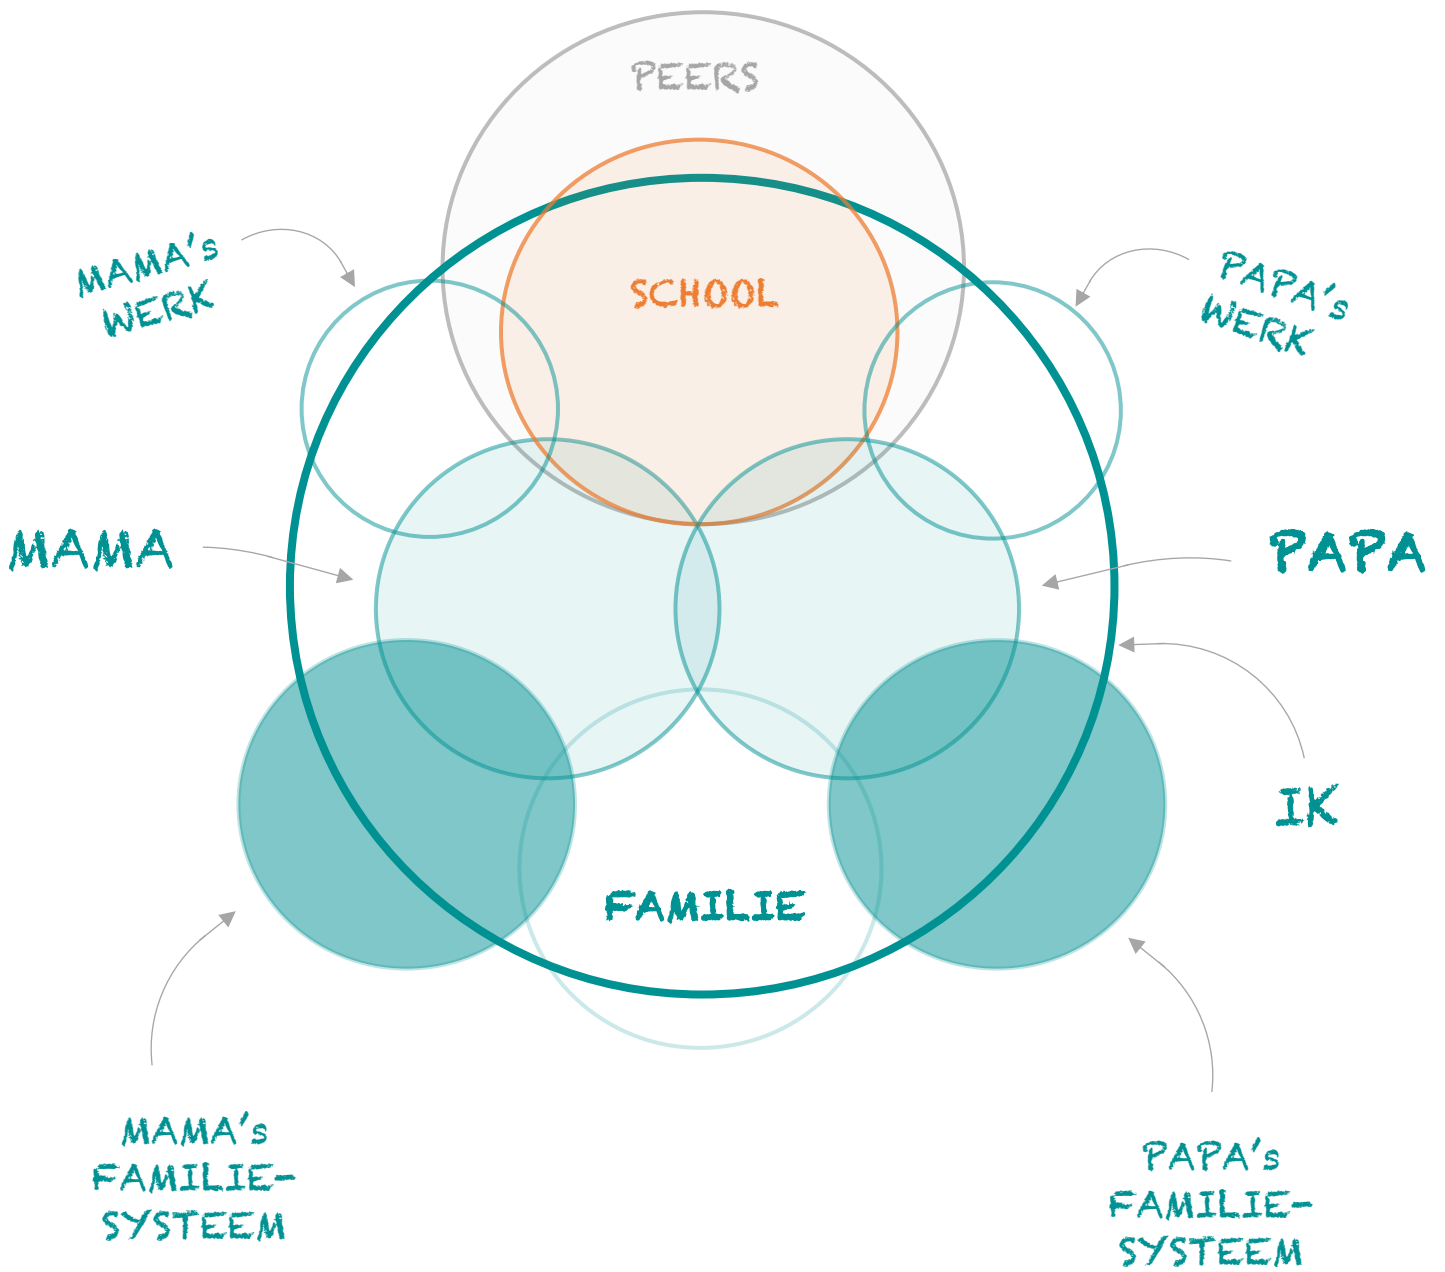 PEERS
MAMA's
WERK
SCHOOL
PAPA's
WERK
MAMA
PAPA
IK
FAMILIE
MAMA's
FAMILIE-
SYSTEEM
PAPA's
FAMILIE-
SYSTEEM